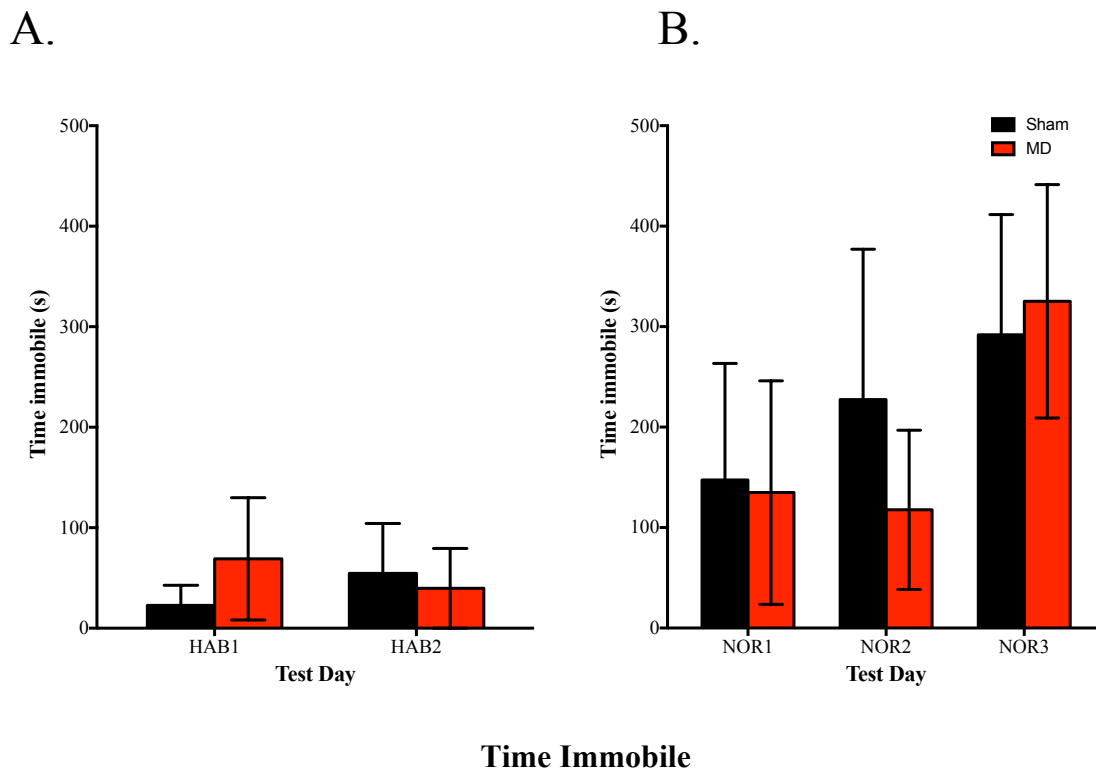 A.
B.
500
400
300
200
100
0
Time immobile (s)
HAB1 HAB2
Test Day
Sham
MD
500
400
300
200
100
0
Time immobile (s)
NOR1 NOR2 NOR3
Test Day
Time Immobile